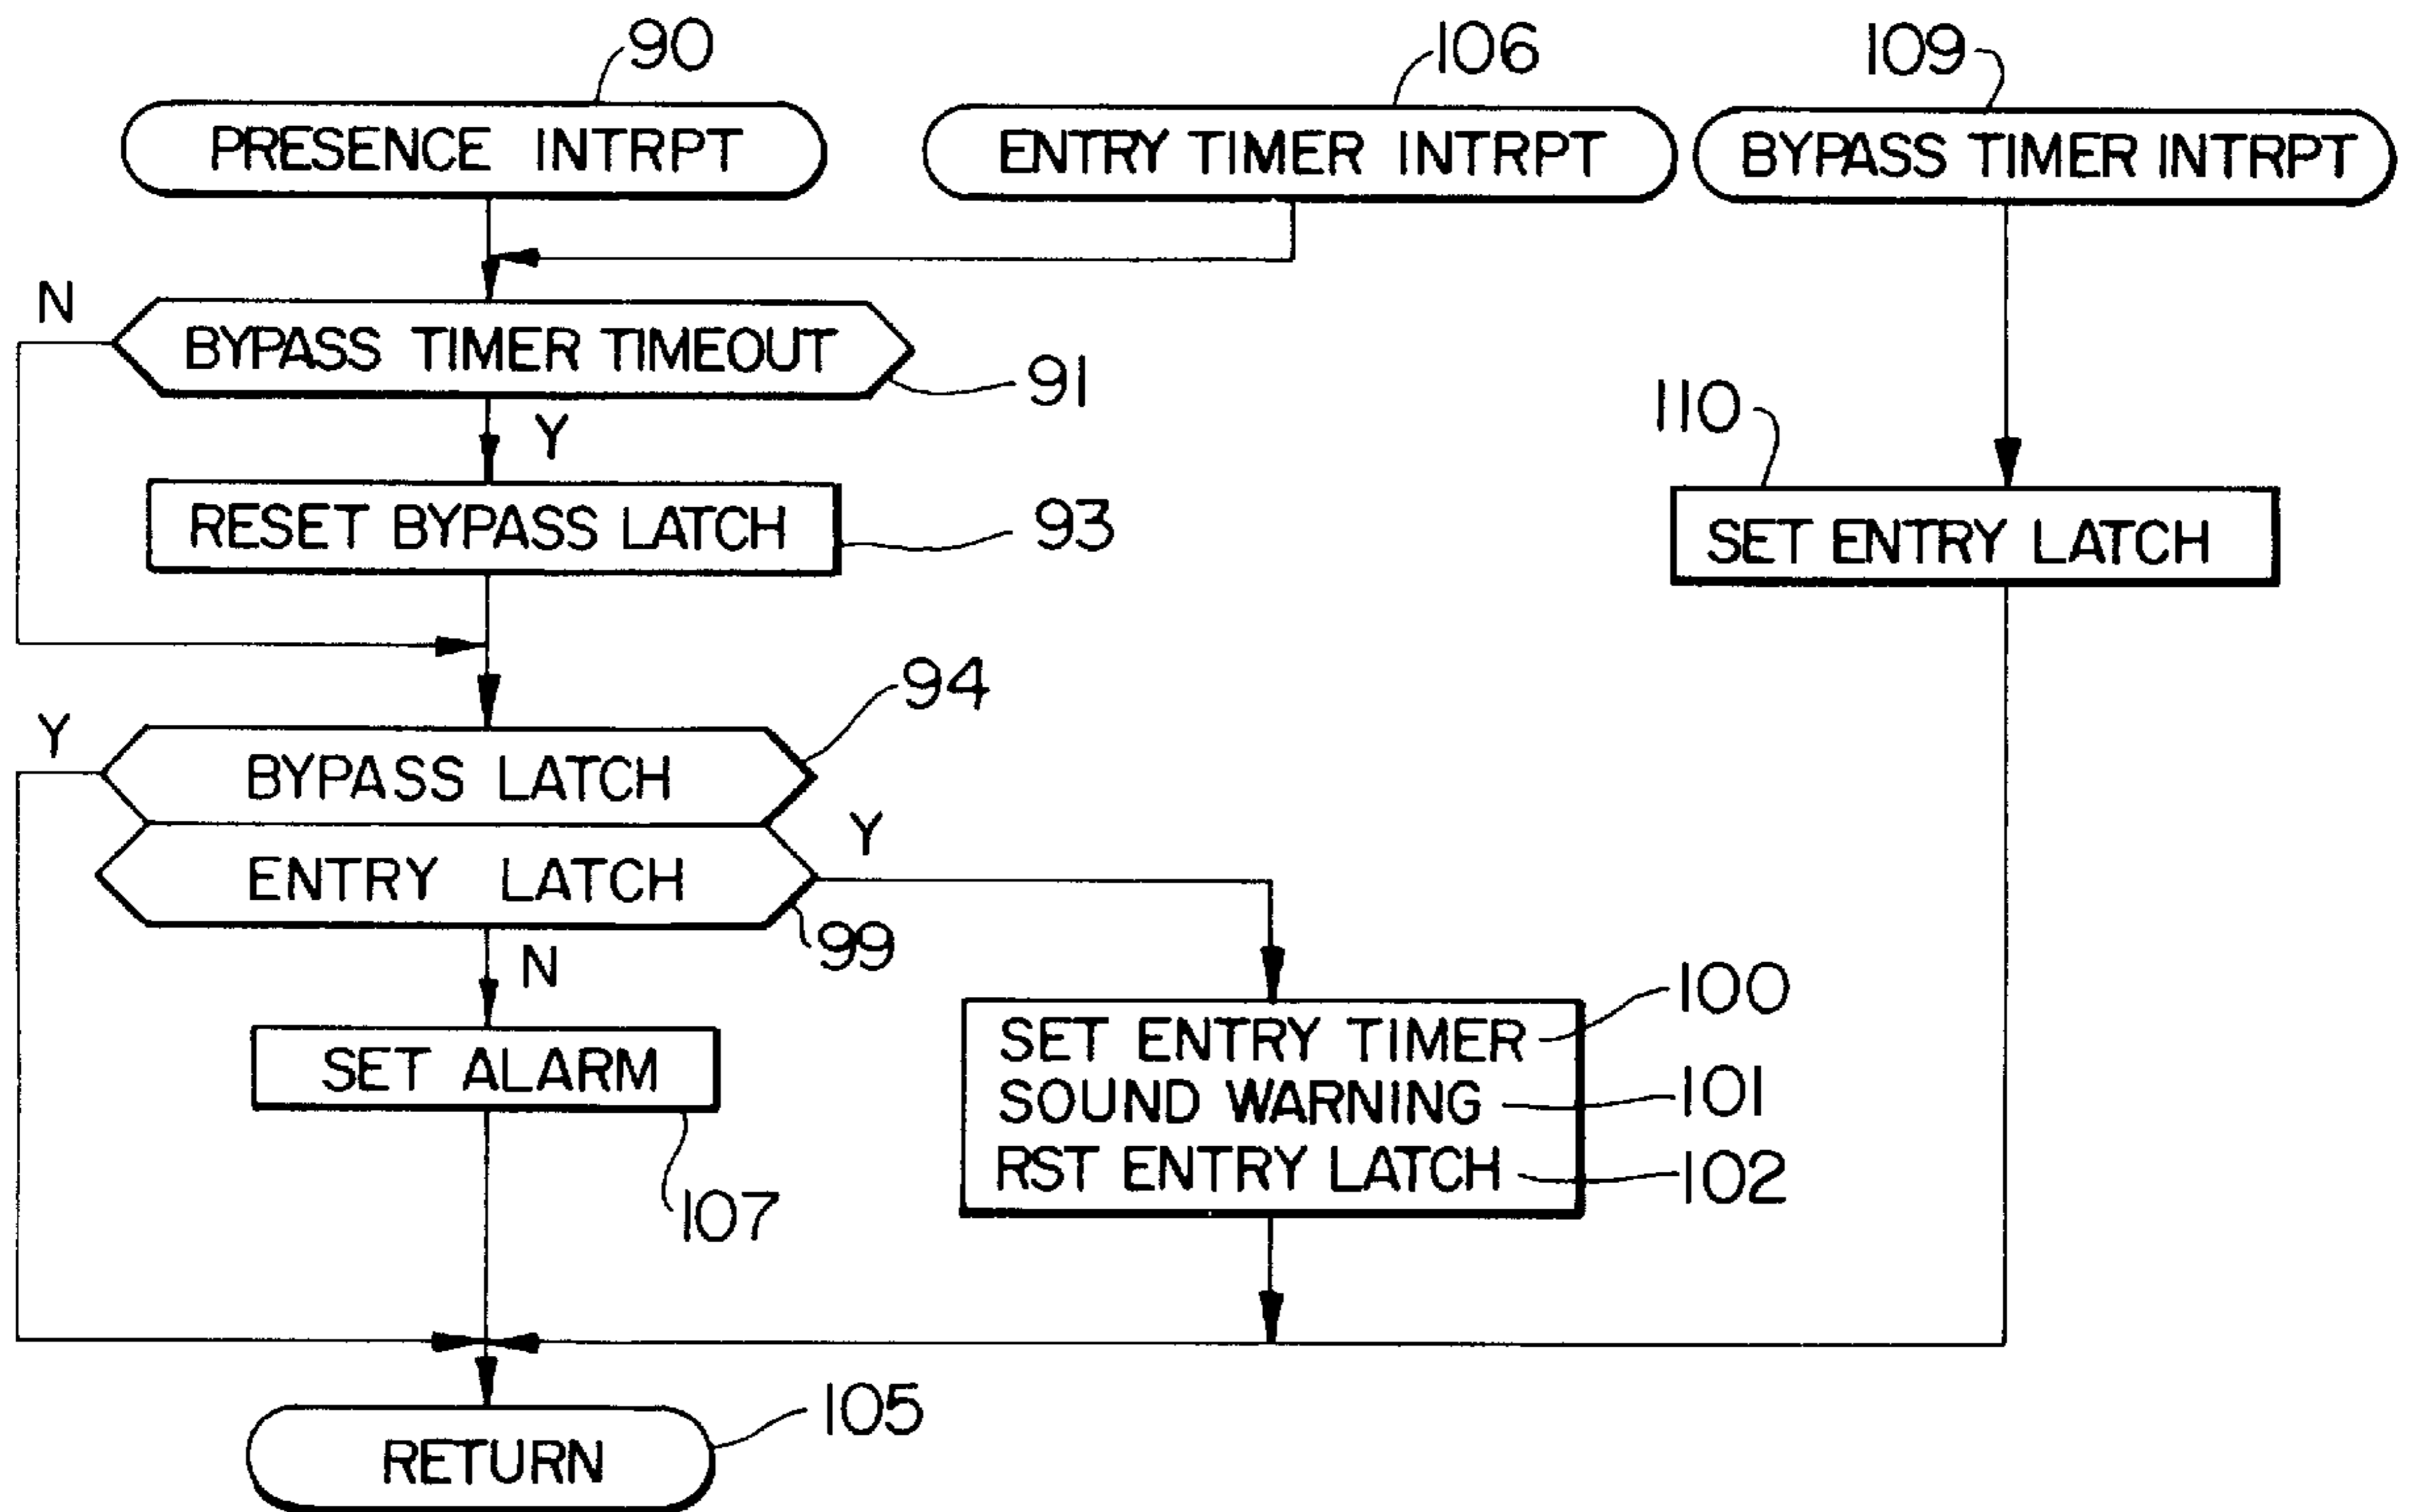 90
106
109
PRESENCE INTRPT
ENTRY TIMER INTRPT
BYPASS TIMER INTRPT
N
BYPASS TIMER TIMEOUT
91
Y
110
RESET BYPASS LATCH
93
SET ENTRY LATCH
94
Y
BYPASS LATCH
Y
ENTRY LATCH
99
N
100
SET ENTRY TIMER
SET ALARM
SOUND WARNING
101
RST ENTRY LATCH
102
107
105
RETURN